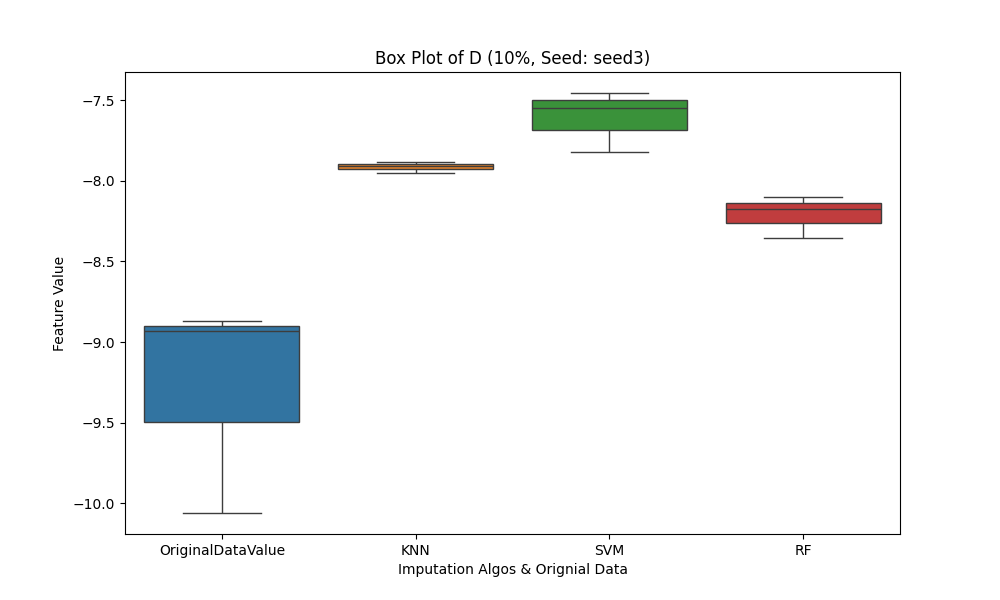 Box Plot of D (10%, Seed: seed3)
Feature Value
−7.5
−8.0
−8.5
−9.0
−9.5
−10.0
OriginalDataValue
KNN
SVM
RF
Imputation Algos & Orignial Data